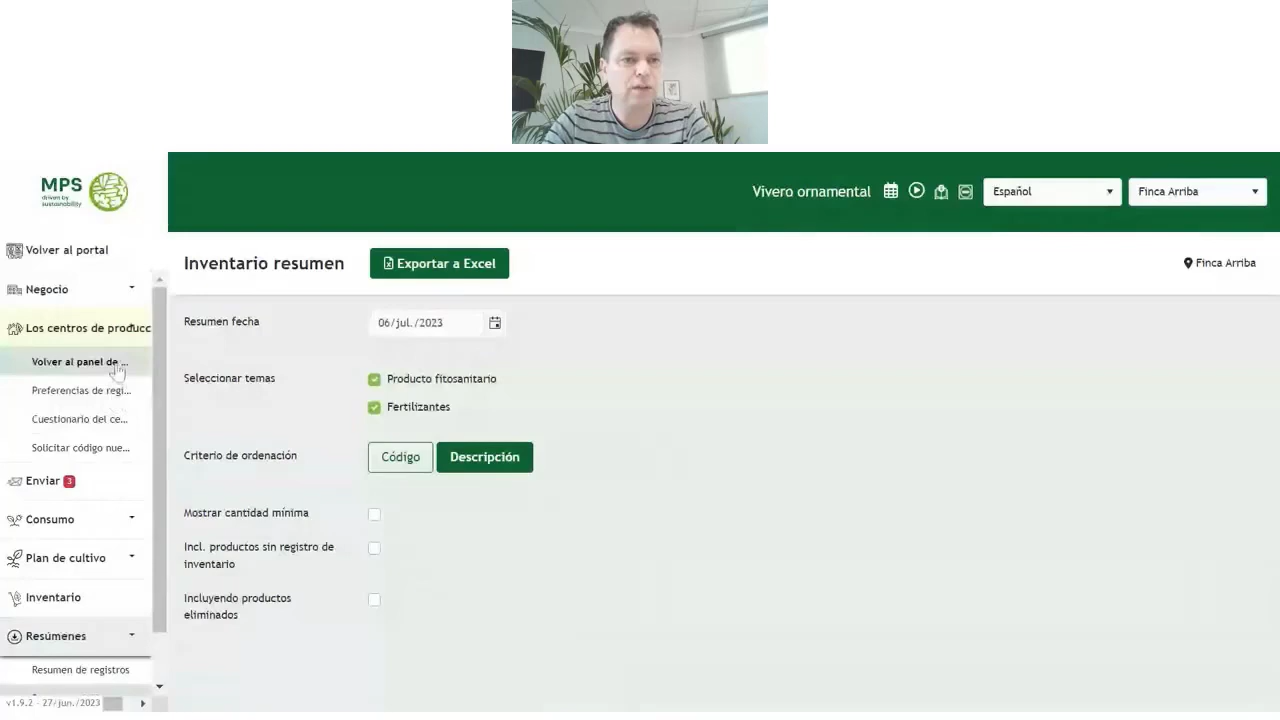 MPS
driven by
sustainability
Vivero ornamental
Español
Finca Arriba
Volver al portal
Negocio
Los centros de producc
Volver al panel de ...
Preferencias de regi...
Cuestionario del ce...
Solicitar código nue...
Enviar 3
Consumo
Plan de cultivo
Inventario
Resúmenes
Resumen de registros
v1.9.2 - 27/jun./2023
Inventario resumen
Exportar a Excel
Finca Arriba
Resumen fecha
06/jul./2023
Seleccionar temas
Producto fitosanitario
Fertilizantes
Criterio de ordenación
Código
Descripción
Mostrar cantidad mínima
Incl. productos sin registro de
inventario
Incluyendo productos
eliminados